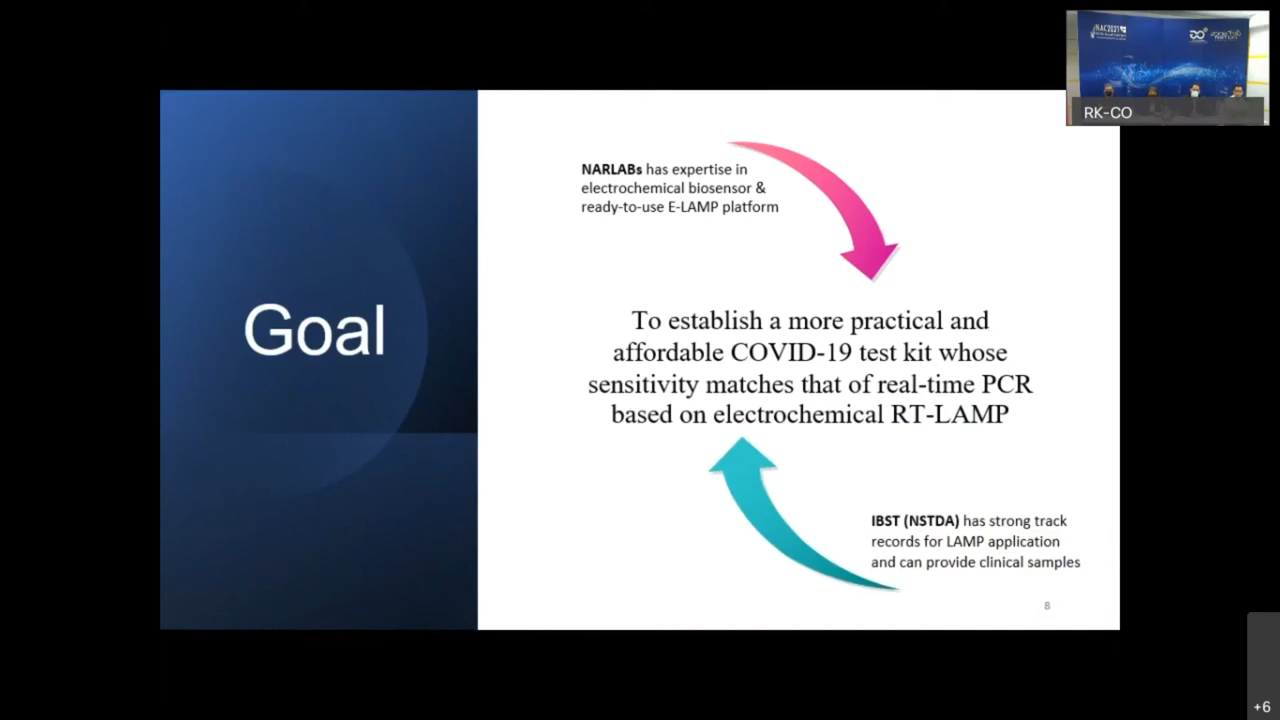 NAC2021
RK-CO
NARLABs has expertise in
electrochemical biosensor &
ready-to-use E-LAMP platform
Goal
To establish a more practical and
affordable COVID-19 test kit whose
sensitivity matches that of real-time PCR
based on electrochemical RT-LAMP
IBST (NSTDA) has strong track
records for LAMP application
and can provide clinical samples
8
+6